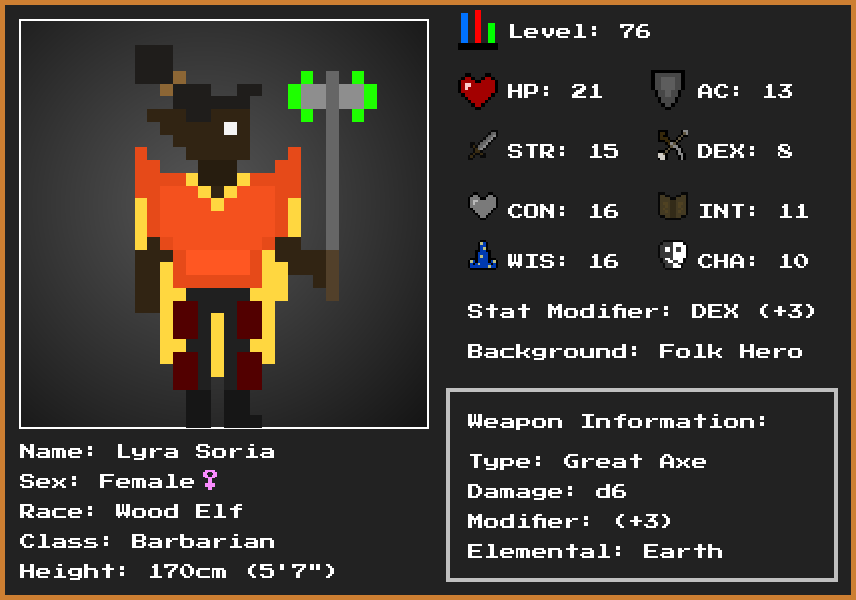 Level: 76
HP: 21 AC: 13
STR: 15 DEX: 8
CON: 16 INT: 11
WIS: 16 CHA: 10
Stat Modifier: DEX (+3)
Background: Folk Hero
Weapon Information:
Type: Great Axe
Damage: d6
Modifier: (+3)
Elemental: Earth
Name: Lyra Soria
Sex: Female♀
Race: Wood Elf
Class: Barbarian
Height: 170cm (5'7")